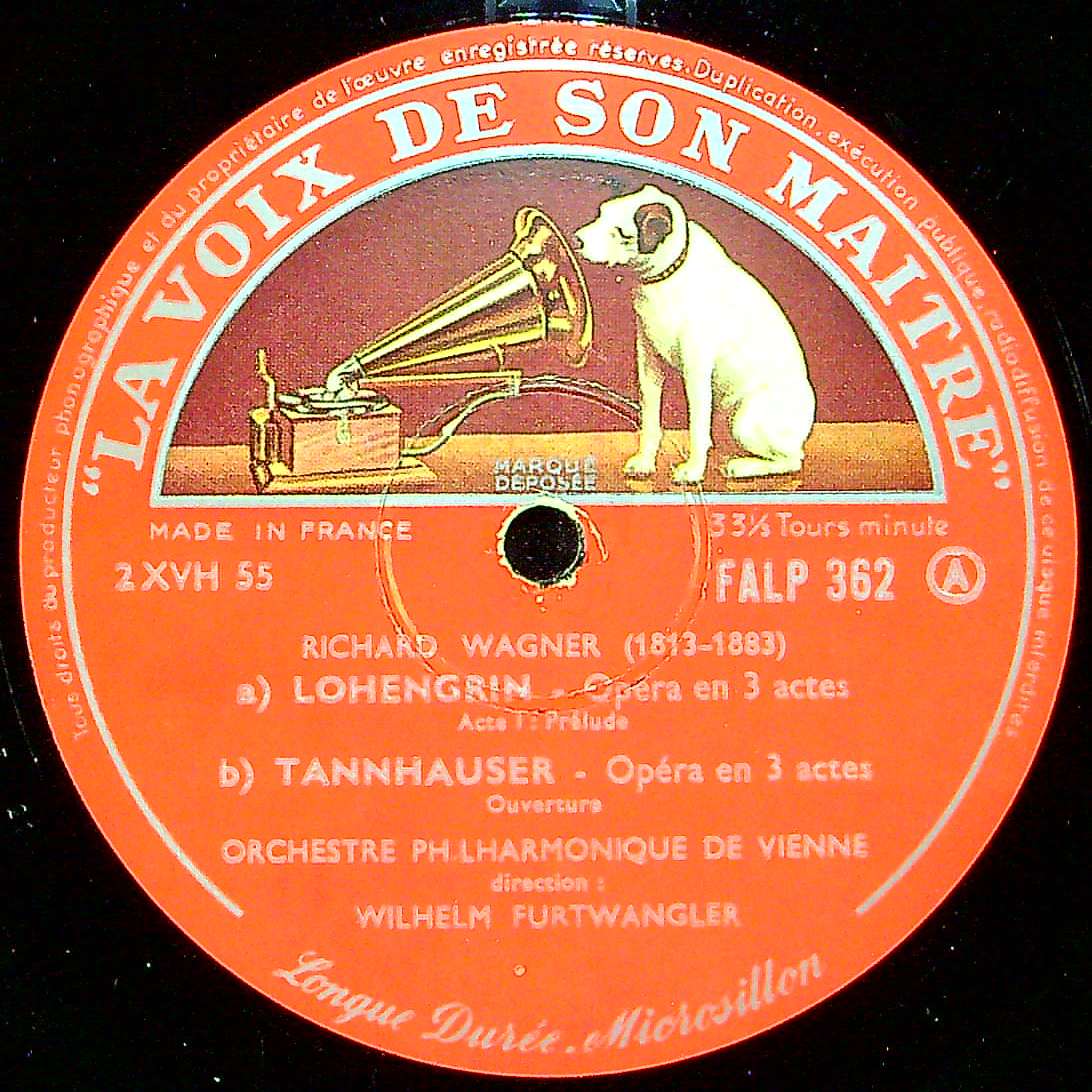 Tous droits du producteur phonographique et du propriétaire de l'œuvre enregistrée réservés. Duplication, exécution publique, radiodiffusion de ce disque interdites
"LA VOIX DE SON MAITRE"
MARQUE
DÉPOSÉE
MADE IN FRANCE 33⅓ Tours minute
2XVH 55 FALP 362 A
RICHARD WAGNER (1813-1883)
a) LOHENGRIN - Opéra en 3 actes
Acte I : Prélude
b) TANNHAUSER - Opéra en 3 actes
Ouverture
ORCHESTRE PHILHARMONIQUE DE VIENNE
direction :
WILHELM FURTWANGLER
Longue Durée. Microsillon